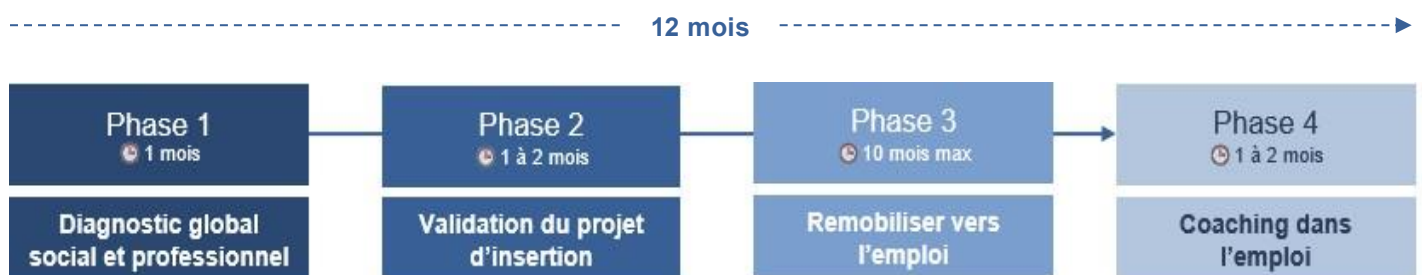 12 mois
Phase 1
1 mois
Phase 2
1 à 2 mois
Phase 3
10 mois max
Phase 4
1 à 2 mois
Diagnostic global
social et professionnel
Validation du projet
d'insertion
Remobiliser vers
l'emploi
Coaching dans
l'emploi